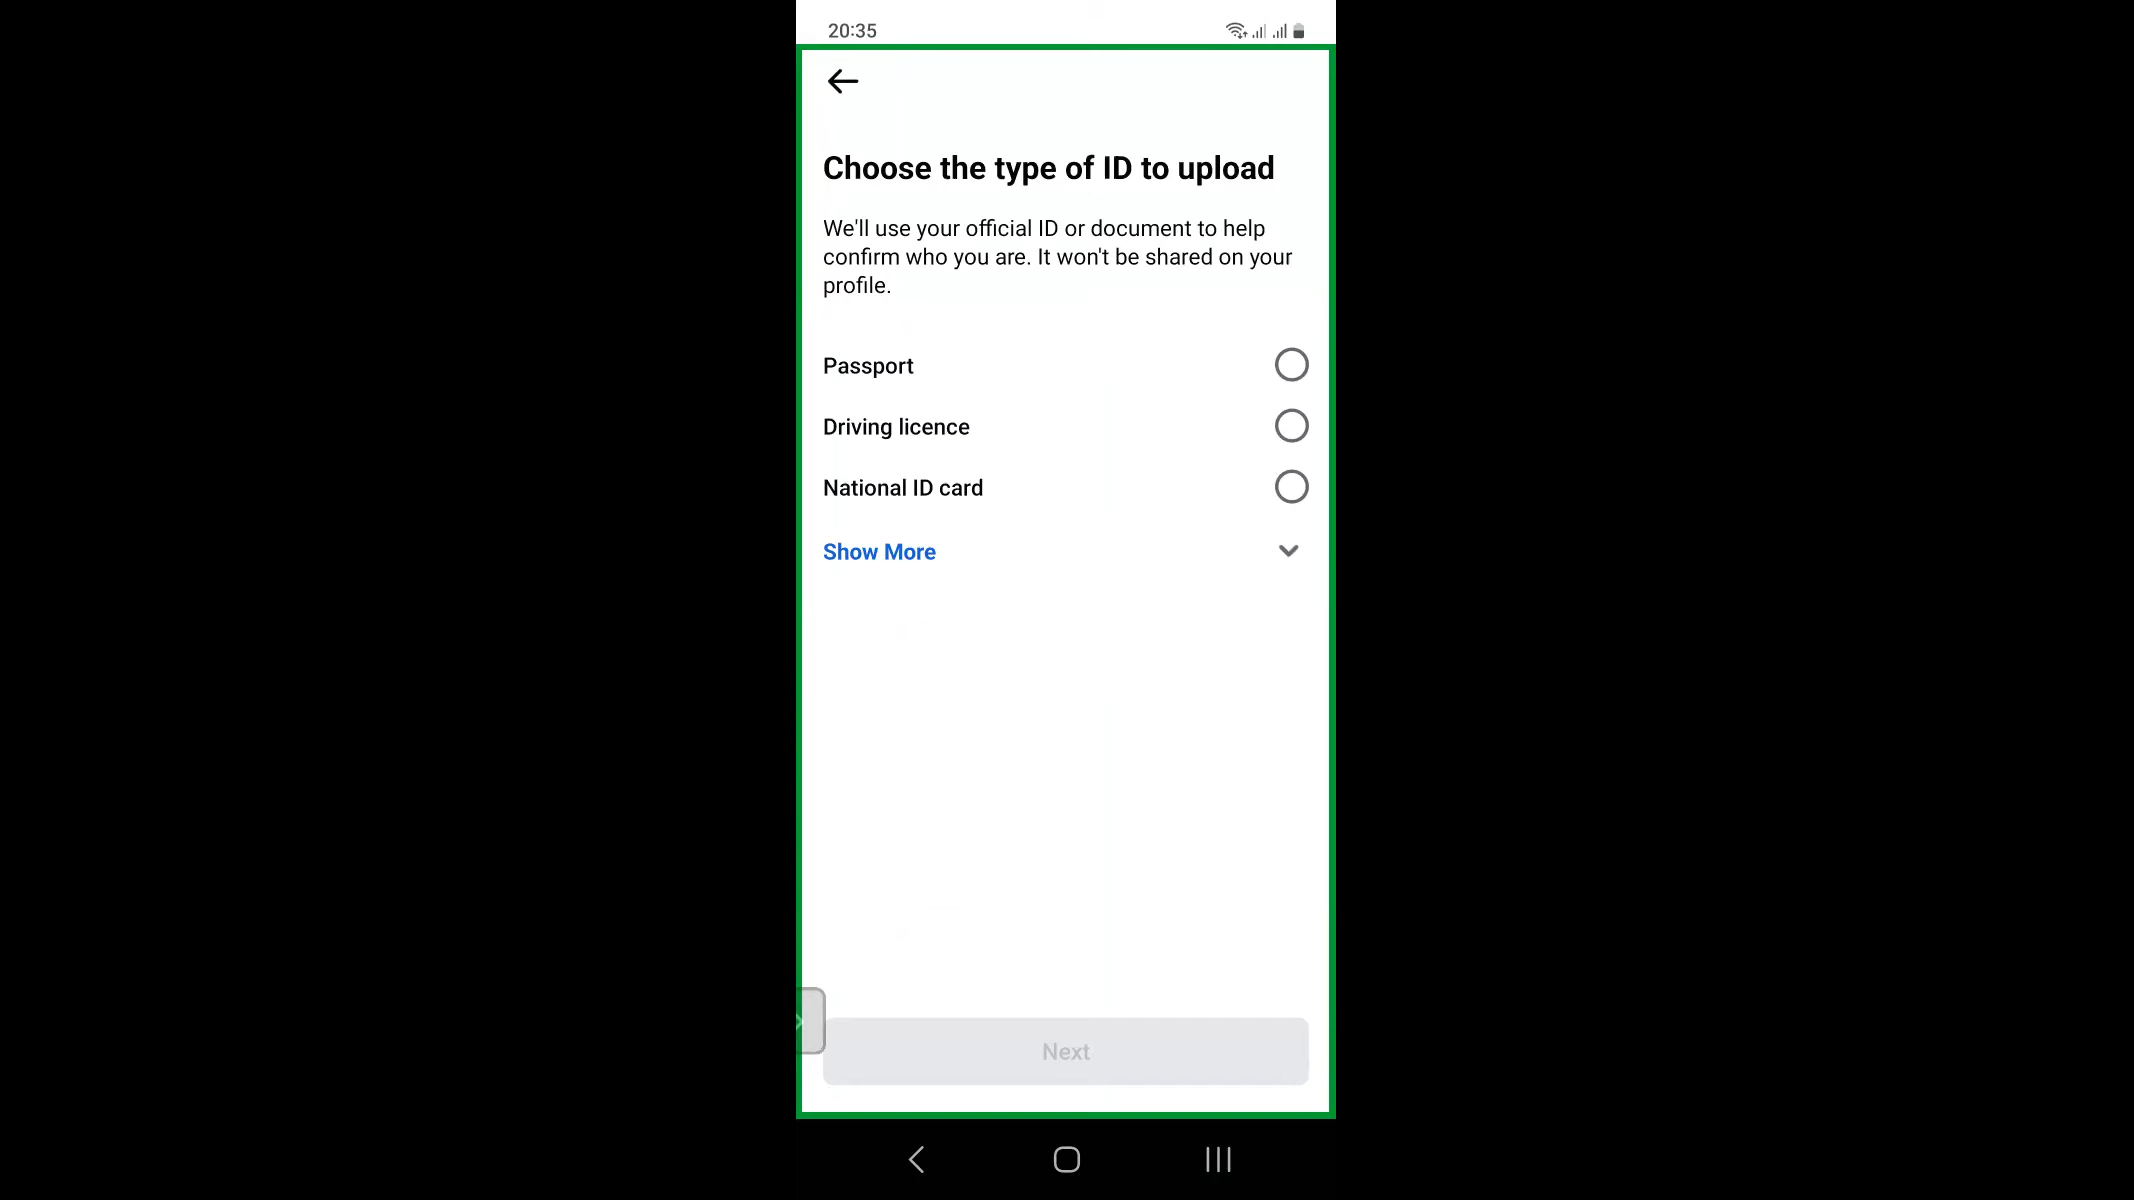 20:35
Choose the type of ID to upload
We'll use your official ID or document to help
confirm who you are. It won't be shared on your
profile.
Passport
Driving licence
National ID card
Show More
Next